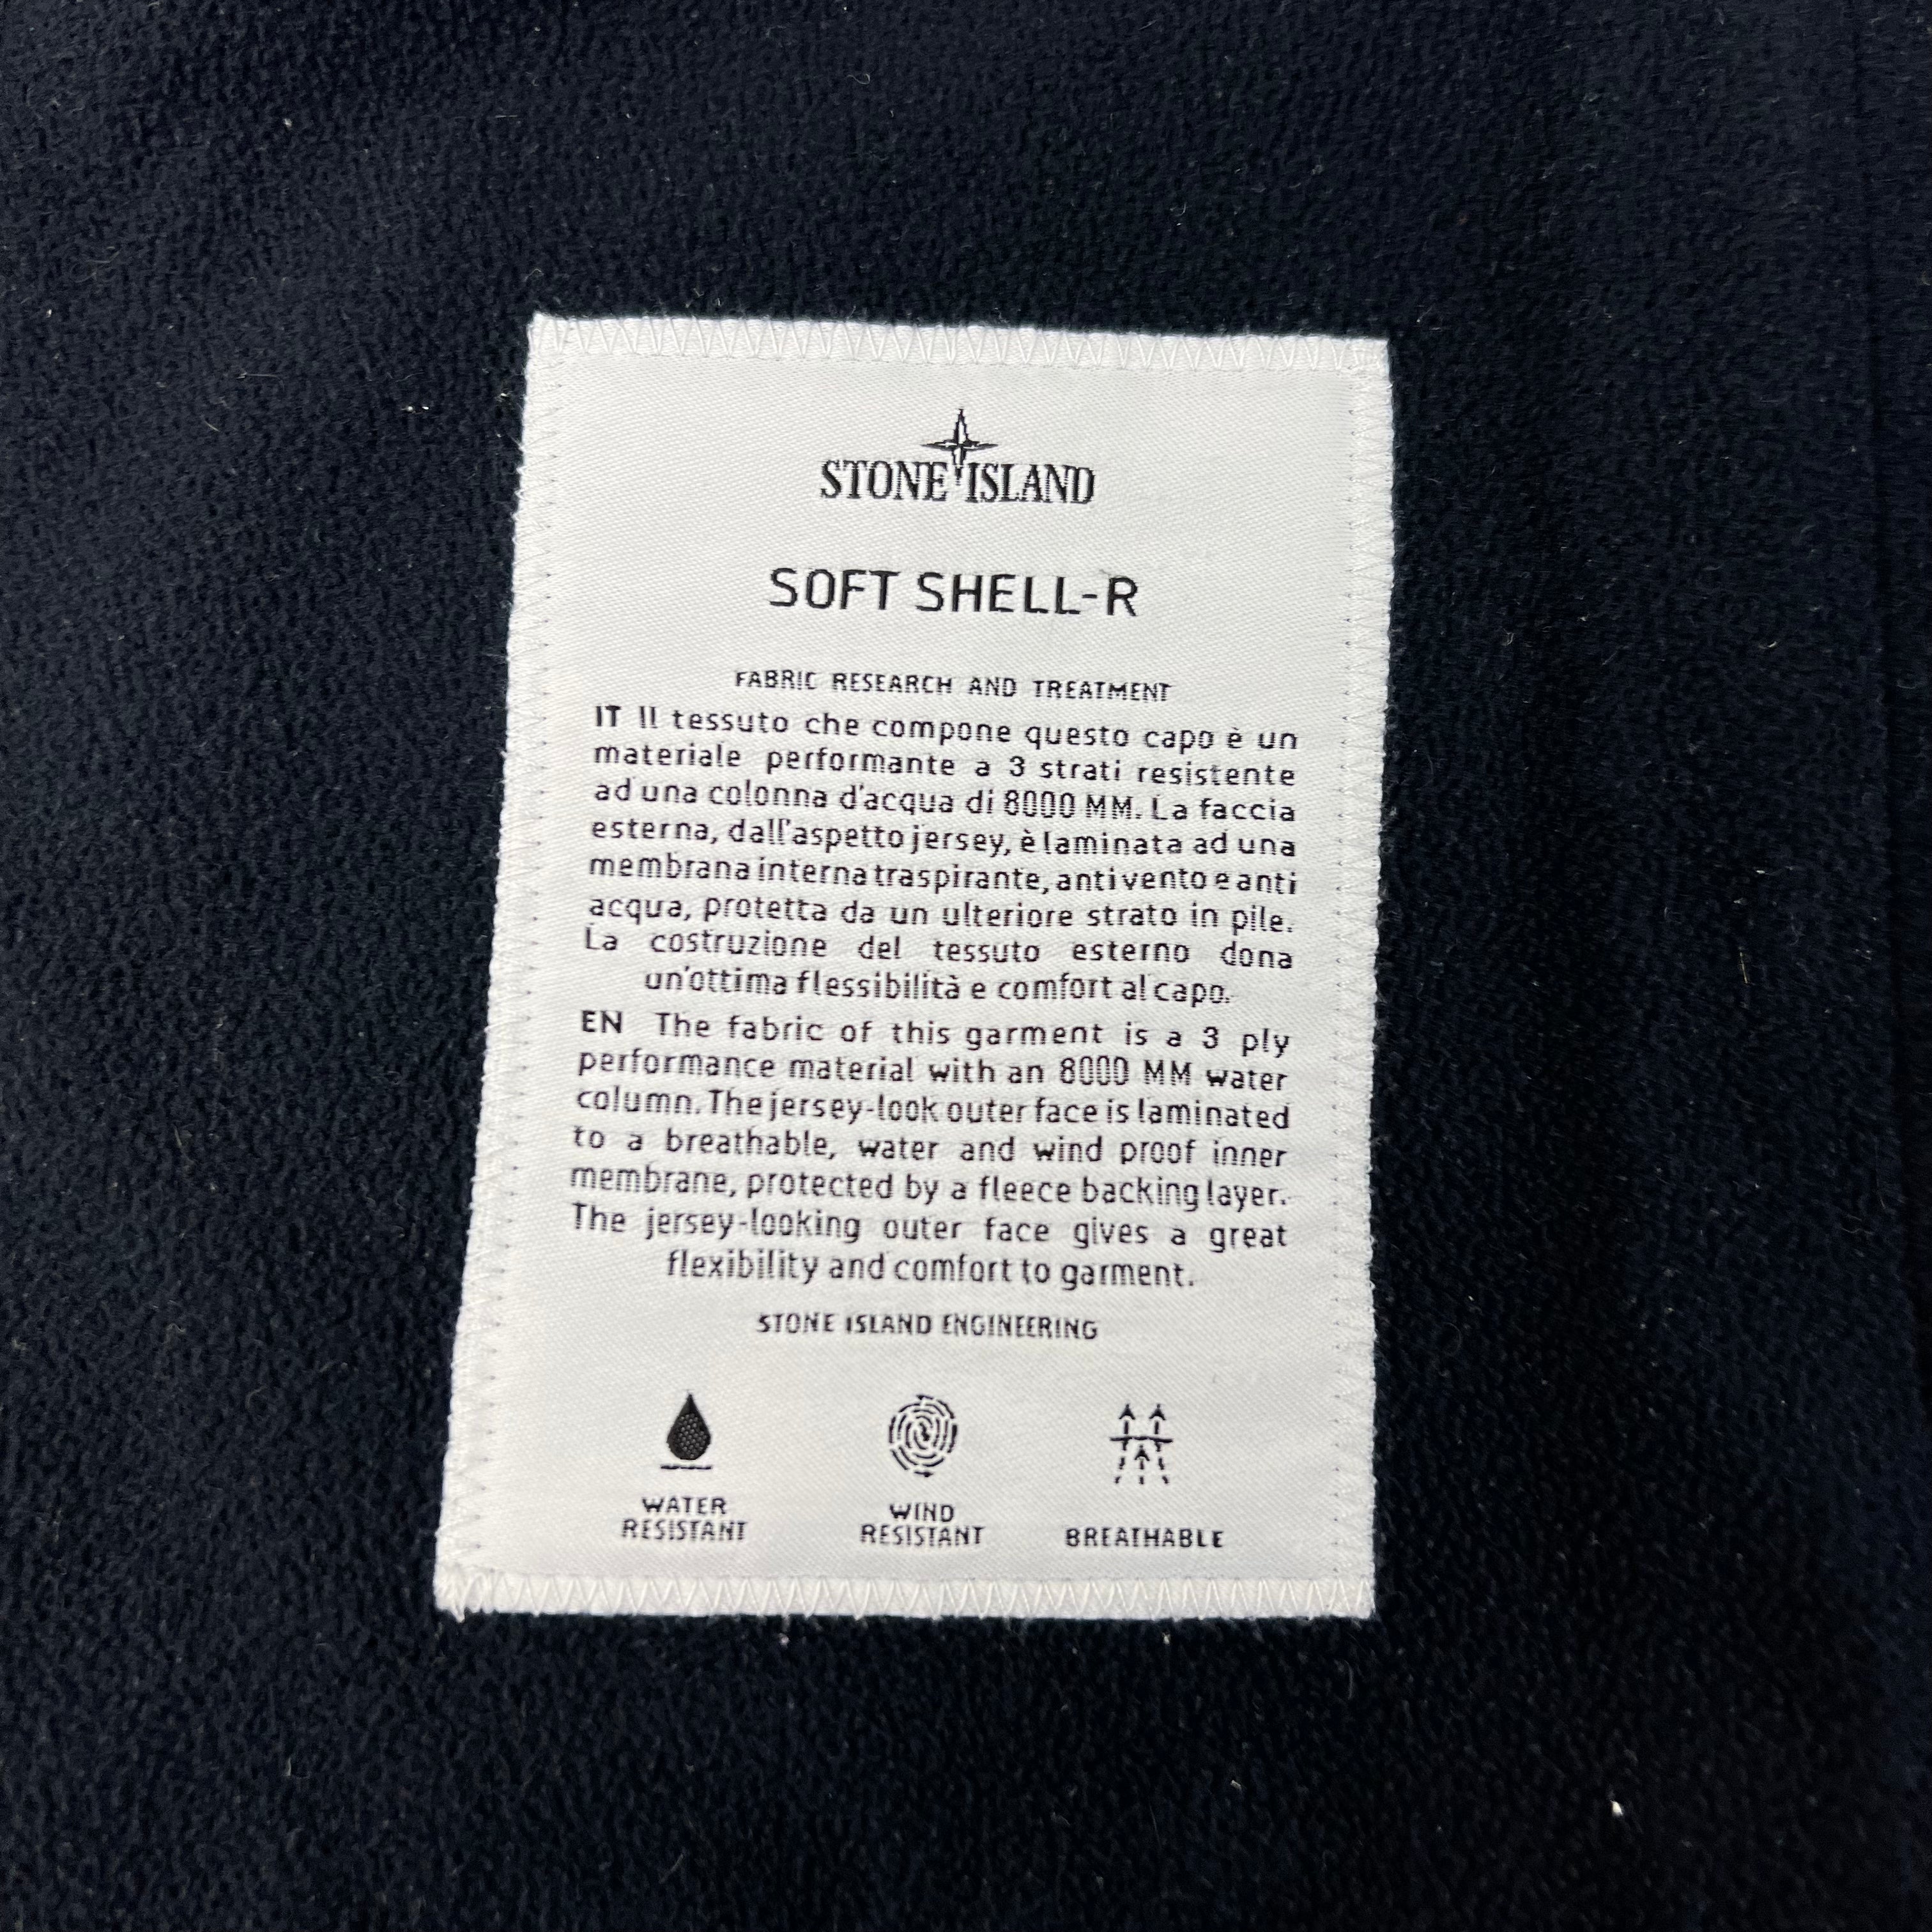 STONE ISLAND
SOFT SHELL-R
FABRIC RESEARCH AND TREATMENT
IT Il tessuto che compone questo capo è un
materiale performante a 3 strati resistente
ad una colonna d'acqua di 8000 MM. La faccia
esterna, dall'aspetto jersey, è laminata ad una
membrana interna traspirante, antivento e anti
acqua, protetta da un ulteriore strato in pile.
La costruzione del tessuto esterno dona
un'ottima flessibilità e comfort al capo.
EN The fabric of this garment is a 3 ply
performance material with an 8000 MM water
column. The jersey-look outer face is laminated
to a breathable, water and wind proof inner
membrane, protected by a fleece backing layer.
The jersey-looking outer face gives a great
flexibility and comfort to garment.
STONE ISLAND ENGINEERING
WATER
RESISTANT
WIND
RESISTANT
BREATHABLE